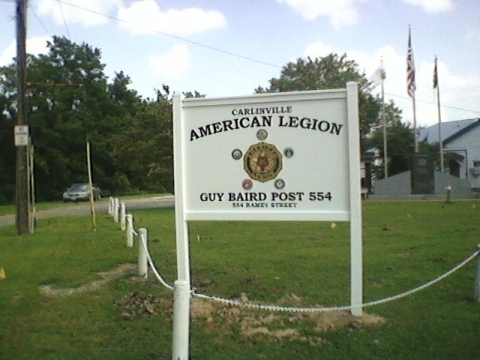 CARLINVILLE
AMERICAN LEGION
GUY BAIRD POST 554
554 RAMEY STREET